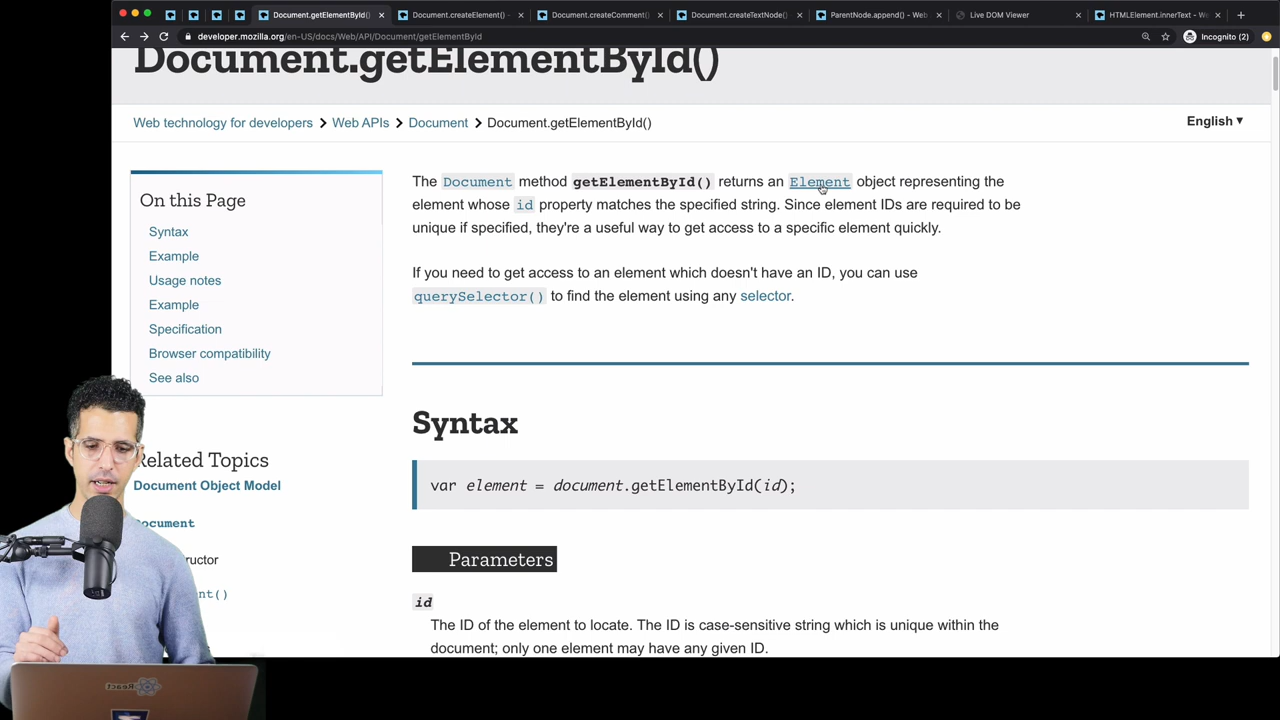 Document.getElementById()
Document.createElement() -
Document.createComment()
Document.createTextNode()
ParentNode.append() - Web
Live DOM Viewer
HTMLElement.innerText - We
developer.mozilla.org/en-US/docs/Web/API/Document/getElementById
Incognito (2)
Document.getElementById()
Web technology for developers
Web APIs
Document
Document.getElementById()
English ▼
On this Page
Syntax
Example
Usage notes
Example
Specification
Browser compatibility
See also
Related Topics
Document Object Model
Document
ructor
nt()
The Document method getElementById() returns an Element object representing the
element whose id property matches the specified string. Since element IDs are required to be
unique if specified, they're a useful way to get access to a specific element quickly.
If you need to get access to an element which doesn't have an ID, you can use
querySelector() to find the element using any selector.
Syntax
var element = document.getElementById(id);
Parameters
id
The ID of the element to locate. The ID is case-sensitive string which is unique within the
document; only one element may have any given ID.
React